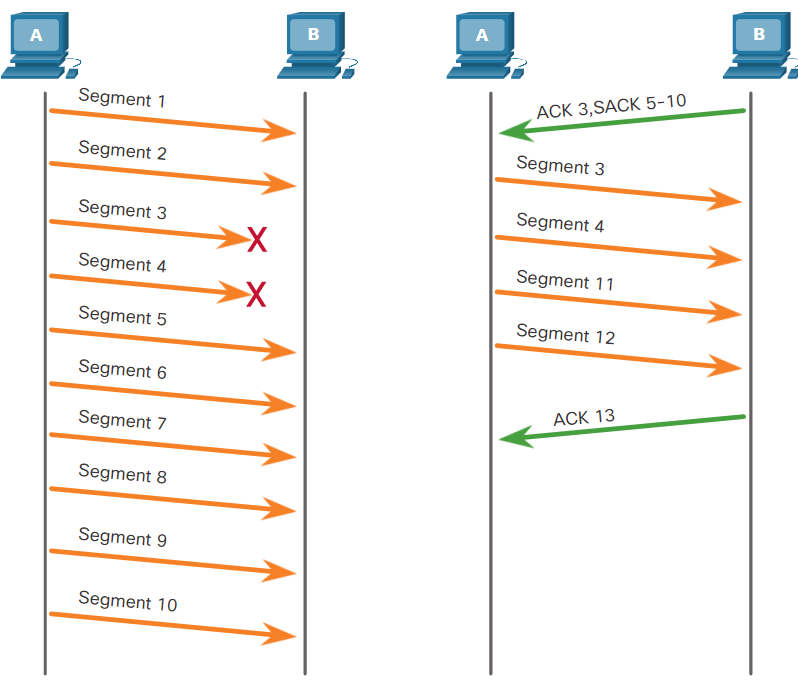 A
B
Segment 1
Segment 2
Segment 3
X
Segment 4
X
Segment 5
Segment 6
Segment 7
Segment 8
Segment 9
Segment 10
A
B
ACK 3,SACK 5-10
Segment 3
Segment 4
Segment 11
Segment 12
ACK 13